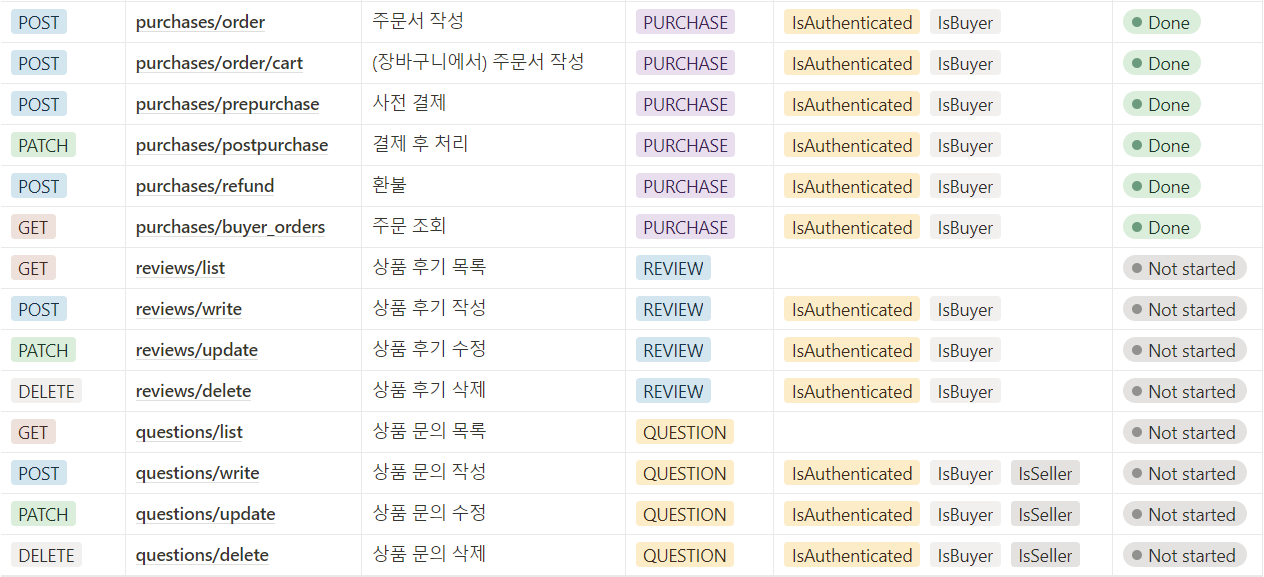 POST purchases/order 주문서 작성 PURCHASE IsAuthenticated IsBuyer Done
POST purchases/order/cart (장바구니에서) 주문서 작성 PURCHASE IsAuthenticated IsBuyer Done
POST purchases/prepurchase 사전 결제 PURCHASE IsAuthenticated IsBuyer Done
PATCH purchases/postpurchase 결제 후 처리 PURCHASE IsAuthenticated IsBuyer Done
POST purchases/refund 환불 PURCHASE IsAuthenticated IsBuyer Done
GET purchases/buyer_orders 주문 조회 PURCHASE IsAuthenticated IsBuyer Done
GET reviews/list 상품 후기 목록 REVIEW Not started
POST reviews/write 상품 후기 작성 REVIEW IsAuthenticated IsBuyer Not started
PATCH reviews/update 상품 후기 수정 REVIEW IsAuthenticated IsBuyer Not started
DELETE reviews/delete 상품 후기 삭제 REVIEW IsAuthenticated IsBuyer Not started
GET questions/list 상품 문의 목록 QUESTION Not started
POST questions/write 상품 문의 작성 QUESTION IsAuthenticated IsBuyer IsSeller Not started
PATCH questions/update 상품 문의 수정 QUESTION IsAuthenticated IsBuyer IsSeller Not started
DELETE questions/delete 상품 문의 삭제 QUESTION IsAuthenticated IsBuyer IsSeller Not started